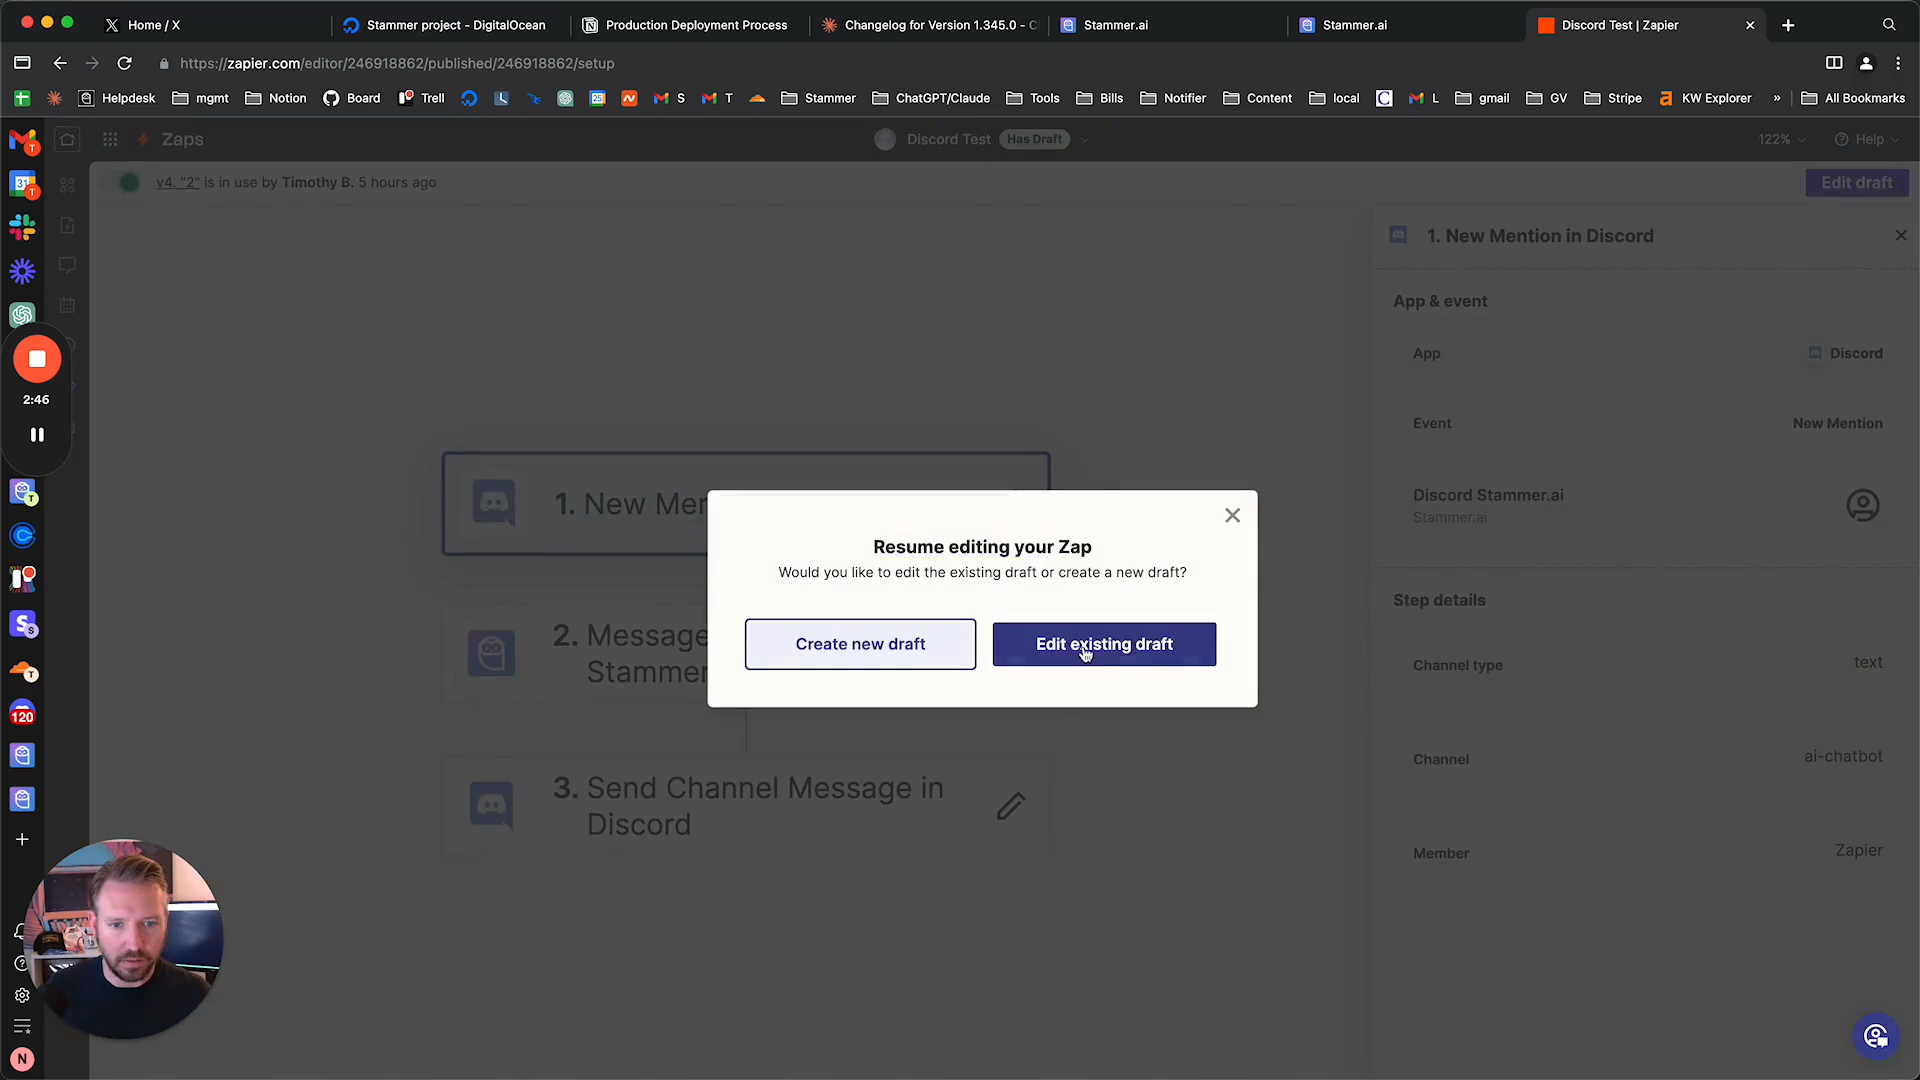 Home / X
Stammer project - DigitalOcean
Production Deployment Process
Changelog for Version 1.345.0 - C
Stammer.ai
Stammer.ai
Discord Test | Zapier
https://zapier.com/editor/246918862/published/246918862/setup
Helpdesk
mgmt
Notion
Board
Trell
S
T
Stammer
ChatGPT/Claude
Tools
Bills
Notifier
Content
local
L
gmail
GV
Stripe
KW Explorer
»
All Bookmarks
Zaps
Discord Test
Has Draft
122%
Help
v4. "2" is in use by Timothy B. 5 hours ago
Edit draft
1. New Mention in Discord
App & event
App
Discord
Event
New Mention
Discord Stammer.ai
Stammer.ai
Step details
Channel type
text
Channel
ai-chatbot
Member
Zapier
1. New Men
2. Message
Stammer
3. Send Channel Message in
Discord
Resume editing your Zap
Would you like to edit the existing draft or create a new draft?
Create new draft
Edit existing draft
2:46
31
T
T
S
T
120
N